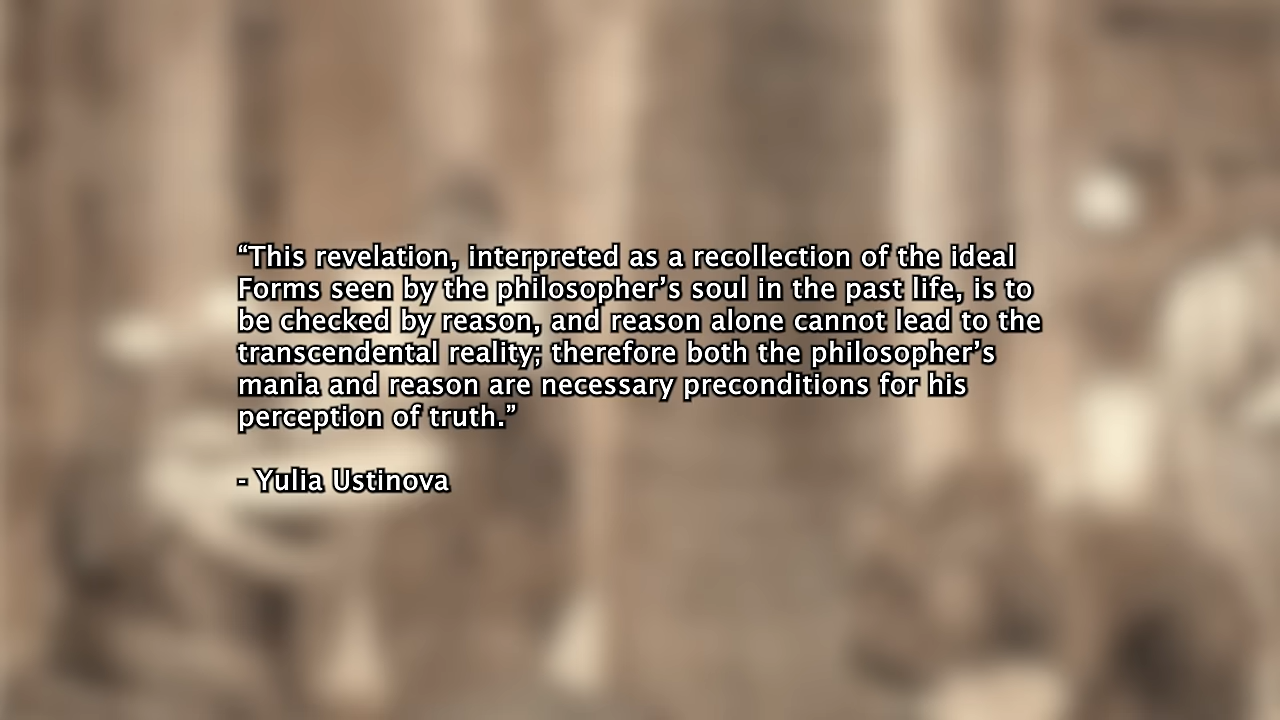 “This revelation, interpreted as a recollection of the ideal
Forms seen by the philosopher’s soul in the past life, is to
be checked by reason, and reason alone cannot lead to the
transcendental reality; therefore both the philosopher’s
mania and reason are necessary preconditions for his
perception of truth.”
- Yulia Ustinova